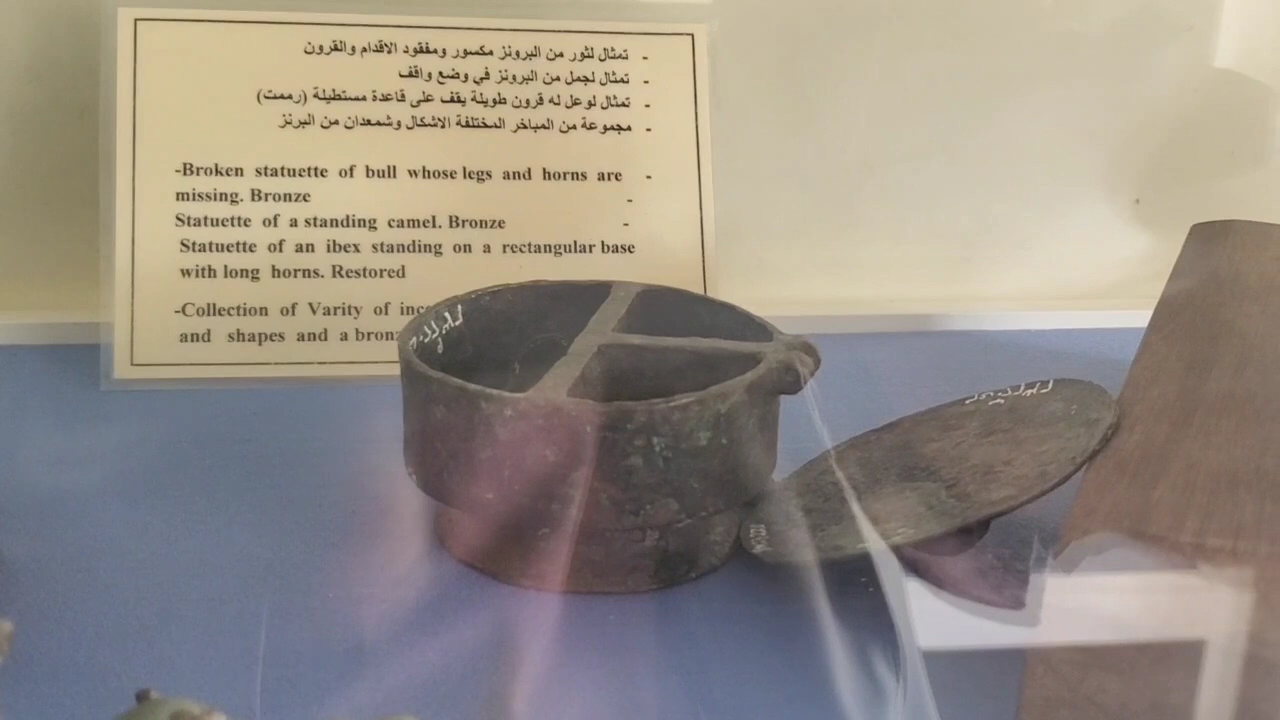 - تمثال لثور من البرونز مكسور ومفقود الاقدام والقرون
- تمثال لجمل من البرونز في وضع واقف
- تمثال لوعل له قرون طويلة يقف على قاعدة مستطيلة (رممت)
- مجموعة من المباخر المختلفة الاشكال وشمعدان من البرنز
-Broken statuette of bull whose legs and horns are -
missing. Bronze -
Statuette of a standing camel. Bronze -
Statuette of an ibex standing on a rectangular base
with long horns. Restored
-Collection of Varity of
and shapes and a